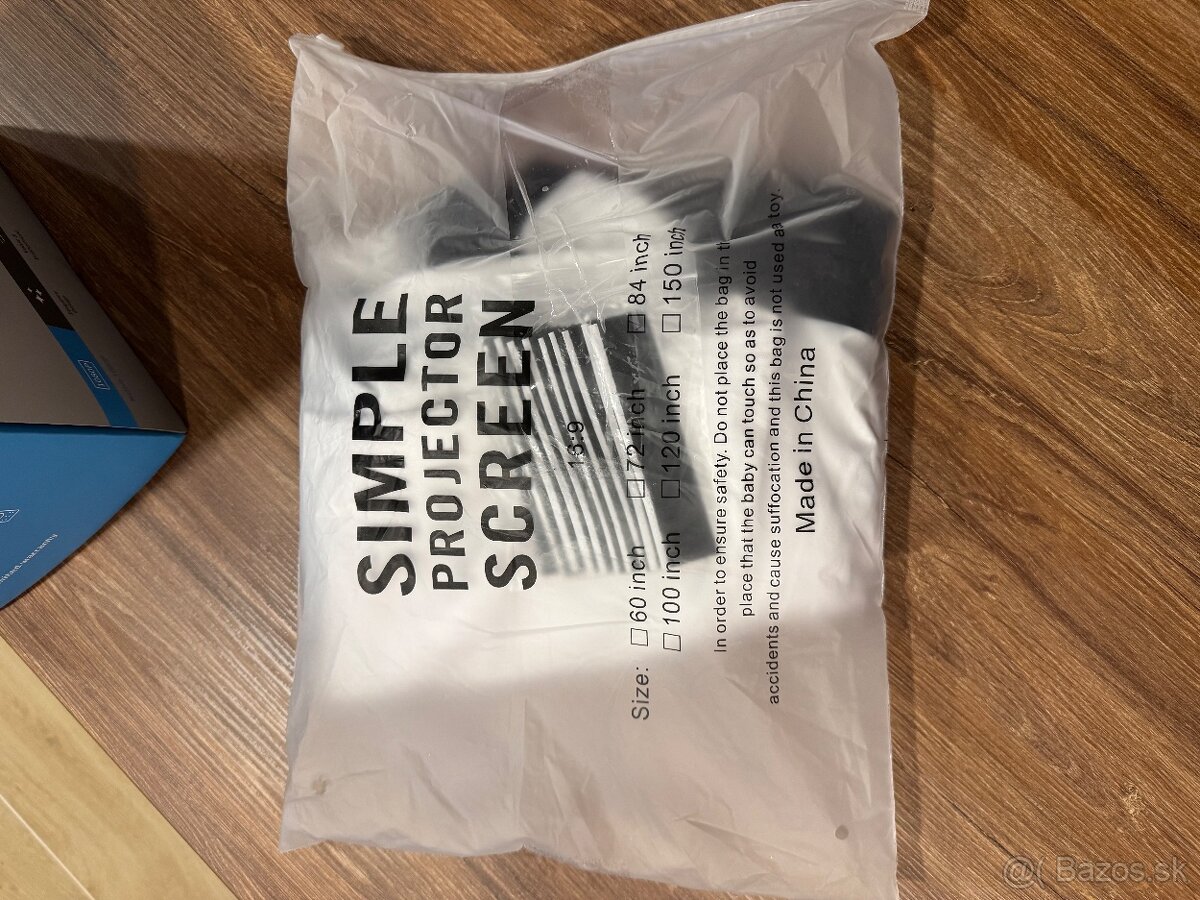 SIMPLE
PROJECTOR
SCREEN
16:9
Size: □ 60 inch □ 72 inch □ 84 inch
□ 100 inch □ 120 inch □ 150 inch
In order to ensure safety. Do not place the bag in th
place that the baby can touch so as to avoid
accidents and cause suffocation and this bag is not used a toy.
Made in China
@( Bazos.sk